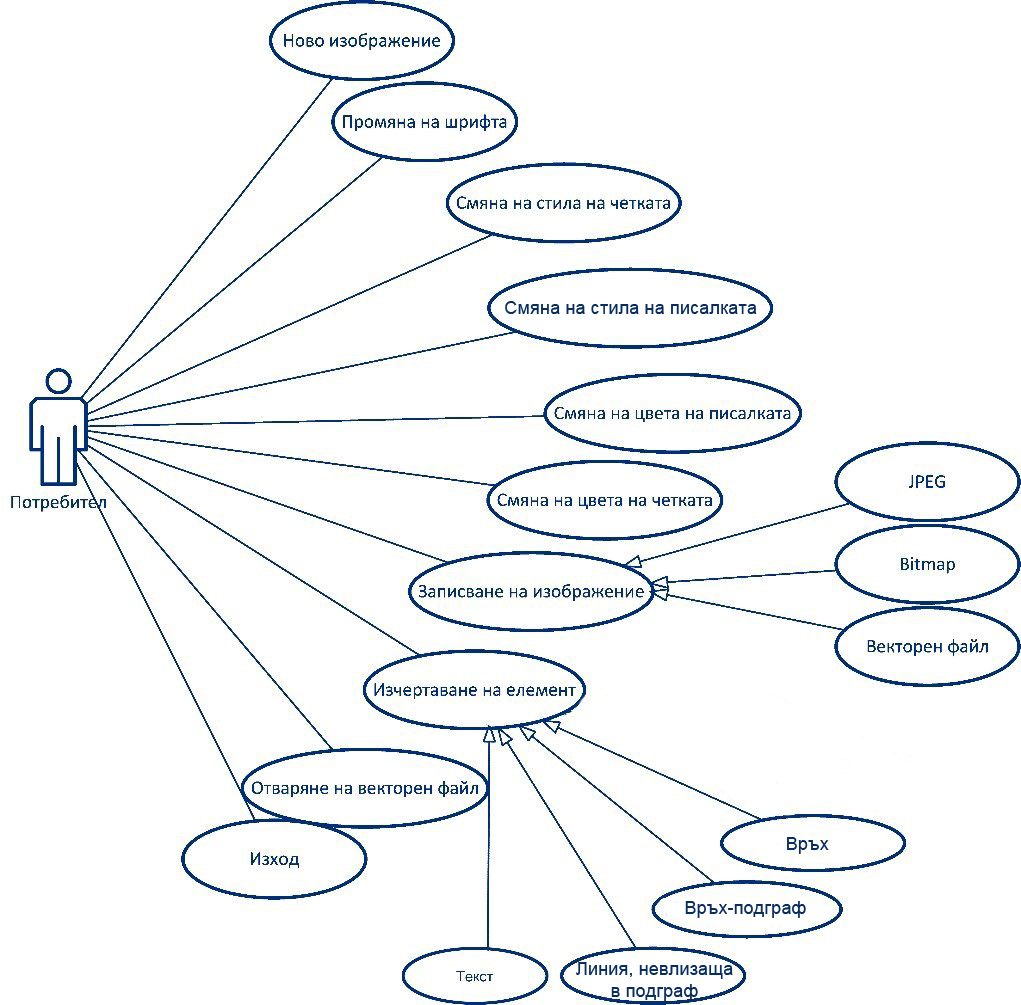 Ново изображение
Промяна на шрифта
Смяна на стила на четката
Смяна на стила на писалката
Смяна на цвета на писалката
Смяна на цвета на четката
Потребител
JPEG
Bitmap
Векторен файл
Записване на изображение
Изчертаване на елемент
Отваряне на векторен файл
Изход
Връх
Връх-подграф
Текст
Линия, невлизаща
в подграф